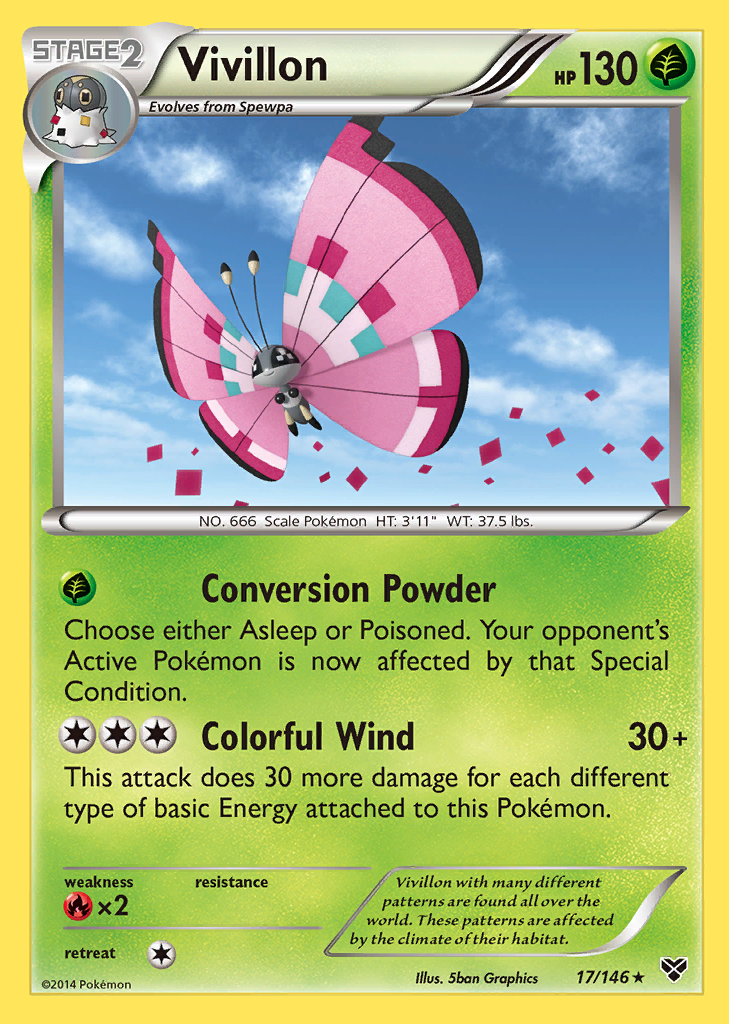 STAGE2
Vivillon
HP 130
Evolves from Spewpa
NO. 666 Scale Pokémon HT: 3'11" WT: 37.5 lbs.
Conversion Powder
Choose either Asleep or Poisoned. Your opponent's
Active Pokémon is now affected by that Special
Condition.
Colorful Wind 30+
This attack does 30 more damage for each different
type of basic Energy attached to this Pokémon.
weakness resistance
×2
retreat
Vivillon with many different
patterns are found all over the
world. These patterns are affected
by the climate of their habitat.
©2014 Pokémon Illus. 5ban Graphics 17/146 ★